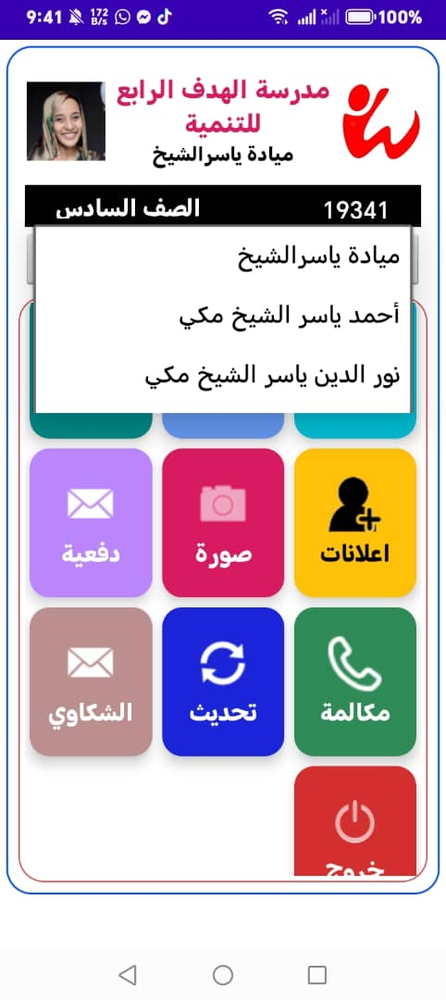 9:41 172 B/S 100%
مدرسة الهدف الرابع
للتنمية
ميادة ياسرالشيخ
19341 الصف السادس
ميادة ياسرالشيخ
أحمد ياسر الشيخ مكي
نور الدين ياسر الشيخ مكي
اعلانات صورة دفعية
مكالمة تحديث الشكاوي
خروج